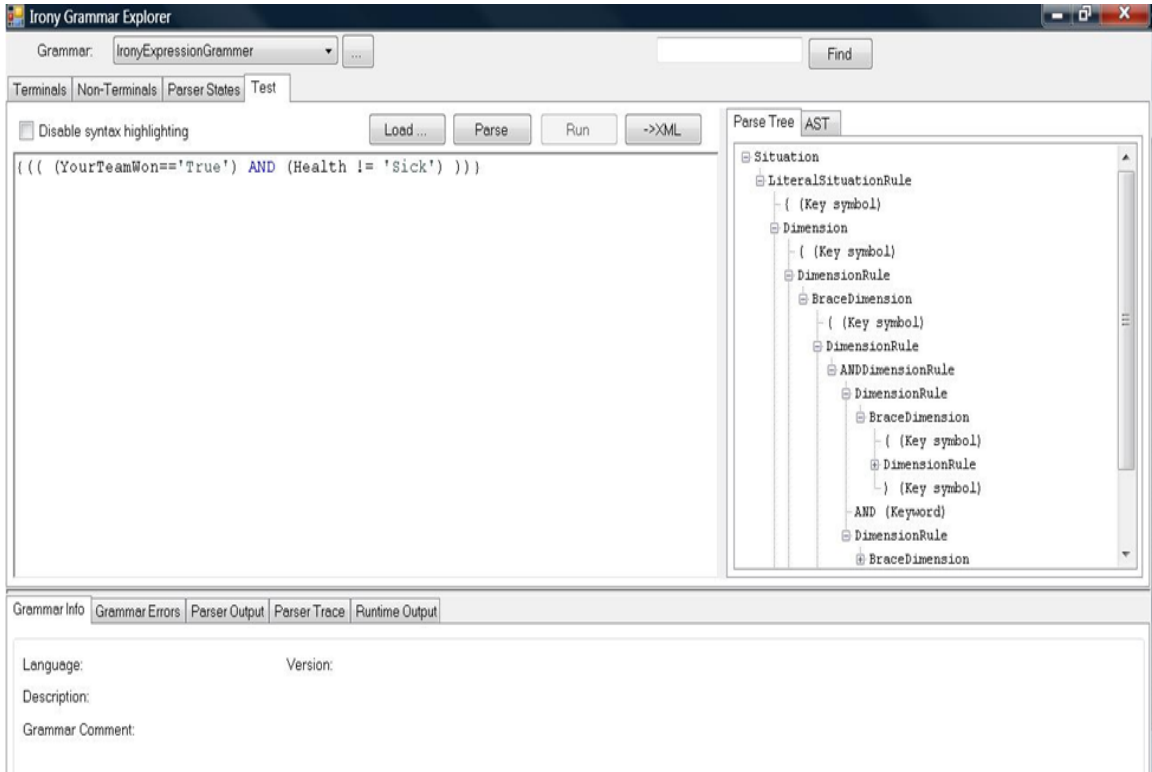 Irony Grammar Explorer
Grammar: IronyExpressionGrammer ... Find
Terminals Non-Terminals Parser States Test
Disable syntax highlighting Load ... Parse Run ->XML
{(( (YourTeamWon=='True') AND (Health != 'Sick') ))}
Parse Tree AST
Situation
LiteralSituationRule
{ (Key symbol)
Dimension
( (Key symbol)
DimensionRule
BraceDimension
( (Key symbol)
DimensionRule
ANDDimensionRule
DimensionRule
BraceDimension
( (Key symbol)
DimensionRule
) (Key symbol)
AND (Keyword)
DimensionRule
BraceDimension
Grammar Info Grammar Errors Parser Output Parser Trace Runtime Output
Language: Version:
Description:
Grammar Comment: